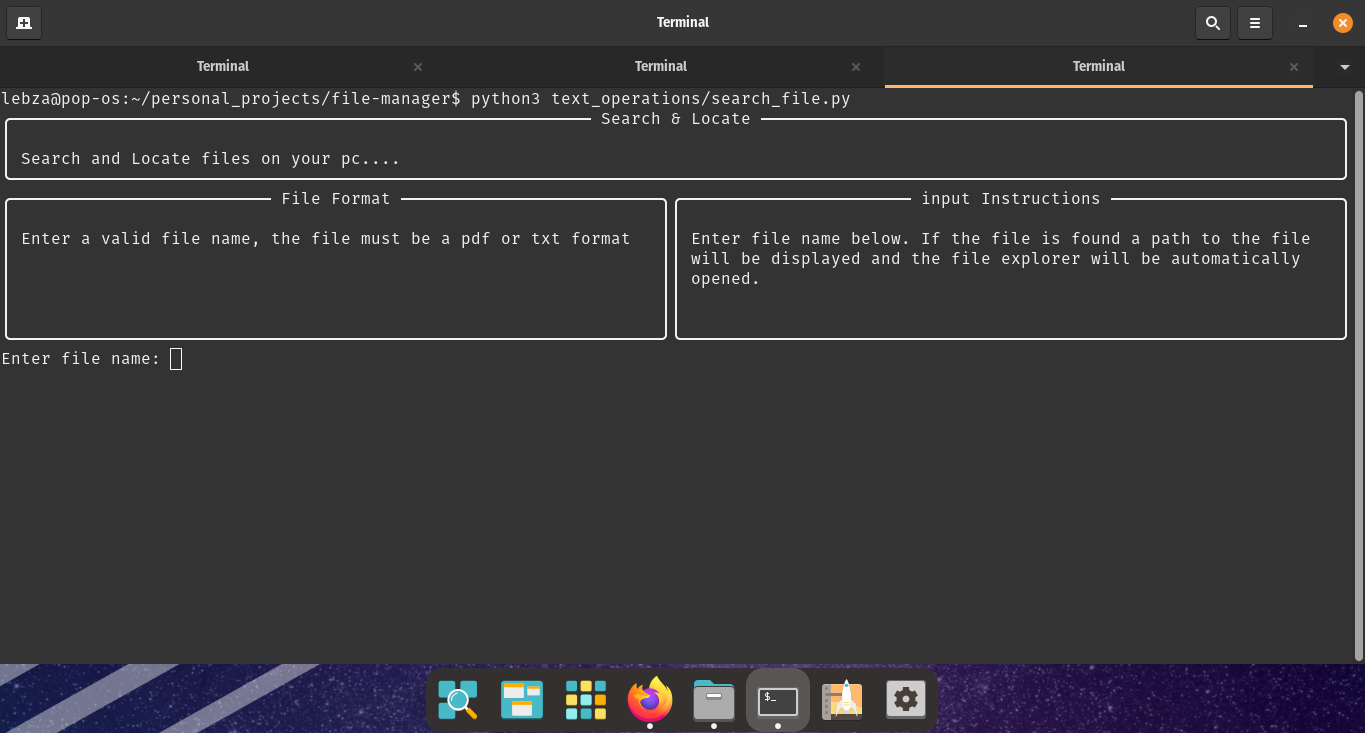 Terminal
Terminal
Terminal
Terminal
lebza@pop-os:~/personal_projects/file-manager$ python3 text_operations/search_file.py
Search & Locate
Search and Locate files on your pc....
File Format
Enter a valid file name, the file must be a pdf or txt format
input Instructions
Enter file name below. If the file is found a path to the file
will be displayed and the file explorer will be automatically
opened.
Enter file name:
$_